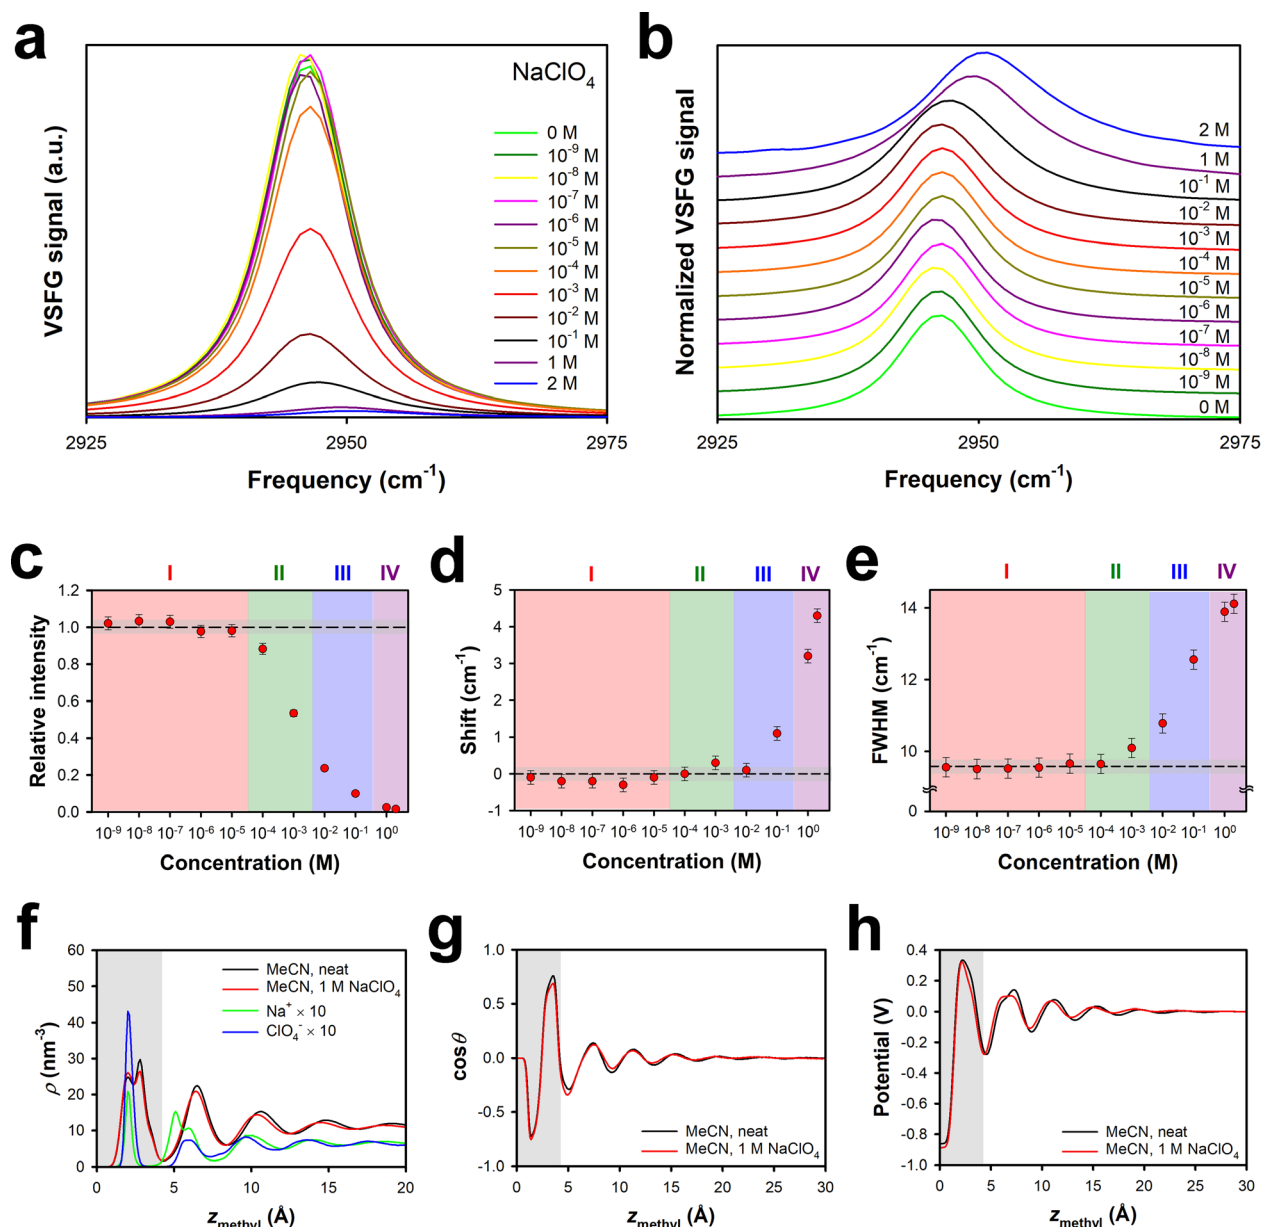 a
VSFG signal (a.u.)
NaClO₄
0 M
10⁻⁹ M
10⁻⁸ M
10⁻⁷ M
10⁻⁶ M
10⁻⁵ M
10⁻⁴ M
10⁻³ M
10⁻² M
10⁻¹ M
1 M
2 M
2925 2950 2975
Frequency (cm⁻¹)
b
Normalized VSFG signal
2 M
1 M
10⁻¹ M
10⁻² M
10⁻³ M
10⁻⁴ M
10⁻⁵ M
10⁻⁶ M
10⁻⁷ M
10⁻⁸ M
10⁻⁹ M
0 M
2925 2950 2975
Frequency (cm⁻¹)
c
I II III IV
Relative intensity
1.2
1.0
0.8
0.6
0.4
0.2
0.0
10⁻⁹ 10⁻⁸ 10⁻⁷ 10⁻⁶ 10⁻⁵ 10⁻⁴ 10⁻³ 10⁻² 10⁻¹ 10⁰
Concentration (M)
d
I II III IV
Shift (cm⁻¹)
5
4
3
2
1
0
-1
10⁻⁹ 10⁻⁸ 10⁻⁷ 10⁻⁶ 10⁻⁵ 10⁻⁴ 10⁻³ 10⁻² 10⁻¹ 10⁰
Concentration (M)
e
I II III IV
FWHM (cm⁻¹)
14
12
10
0
10⁻⁹ 10⁻⁸ 10⁻⁷ 10⁻⁶ 10⁻⁵ 10⁻⁴ 10⁻³ 10⁻² 10⁻¹ 10⁰
Concentration (M)
f
ρ (nm⁻³)
60
50
40
30
20
10
0
MeCN, neat
MeCN, 1 M NaClO₄
Na⁺ × 10
ClO₄⁻ × 10
0 5 10 15 20
z methyl (Å)
g
cosθ
1.0
0.5
0.0
-0.5
-1.0
MeCN, neat
MeCN, 1 M NaClO₄
0 5 10 15 20 25 30
z methyl (Å)
h
Potential (V)
0.4
0.2
0.0
-0.2
-0.4
-0.6
-0.8
-1.0
MeCN, neat
MeCN, 1 M NaClO₄
0 5 10 15 20 25 30
z methyl (Å)